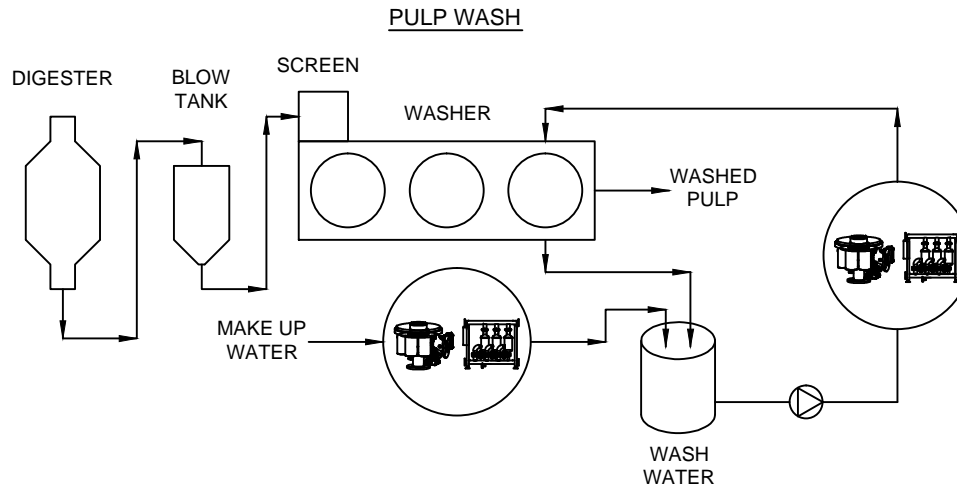 PULP WASH
DIGESTER
BLOW
TANK
SCREEN
WASHER
WASHED
PULP
MAKE UP
WATER
WASH
WATER